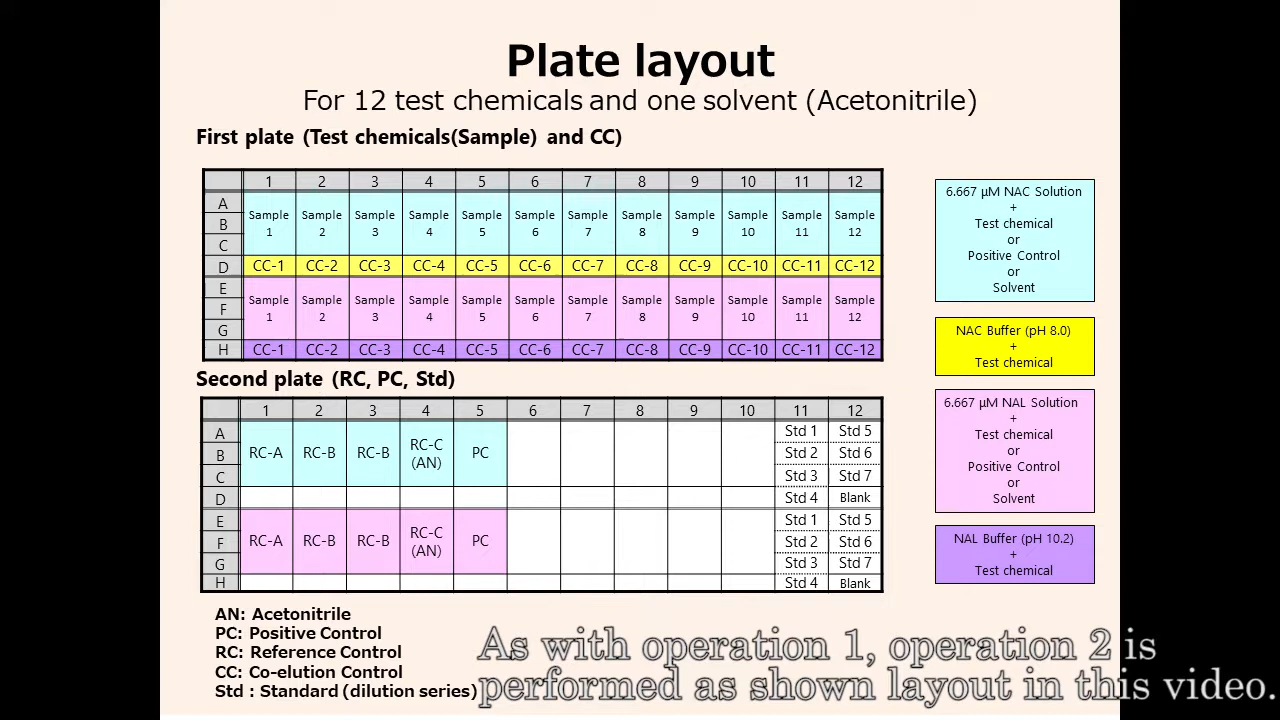 Plate layout
For 12 test chemicals and one solvent (Acetonitrile)
First plate (Test chemicals(Sample) and CC)
1 2 3 4 5 6 7 8 9 10 11 12
A
B
C
Sample 1 Sample 2 Sample 3 Sample 4 Sample 5 Sample 6 Sample 7 Sample 8 Sample 9 Sample 10 Sample 11 Sample 12
D CC-1 CC-2 CC-3 CC-4 CC-5 CC-6 CC-7 CC-8 CC-9 CC-10 CC-11 CC-12
E
F
G
Sample 1 Sample 2 Sample 3 Sample 4 Sample 5 Sample 6 Sample 7 Sample 8 Sample 9 Sample 10 Sample 11 Sample 12
H CC-1 CC-2 CC-3 CC-4 CC-5 CC-6 CC-7 CC-8 CC-9 CC-10 CC-11 CC-12
6.667 µM NAC Solution
+
Test chemical
or
Positive Control
or
Solvent
NAC Buffer (pH 8.0)
+
Test chemical
6.667 µM NAL Solution
+
Test chemical
or
Positive Control
or
Solvent
NAL Buffer (pH 10.2)
+
Test chemical
Second plate (RC, PC, Std)
1 2 3 4 5 6 7 8 9 10 11 12
A Std 1 Std 5
B RC-A RC-B RC-B RC-C (AN) PC Std 2 Std 6
C Std 3 Std 7
D Std 4 Blank
E Std 1 Std 5
F RC-A RC-B RC-B RC-C (AN) PC Std 2 Std 6
G Std 3 Std 7
H Std 4 Blank
AN: Acetonitrile
PC: Positive Control
RC: Reference Control
CC: Co-elution Control
Std : Standard (dilution series)
As with operation 1, operation 2 is
performed as shown layout in this video.